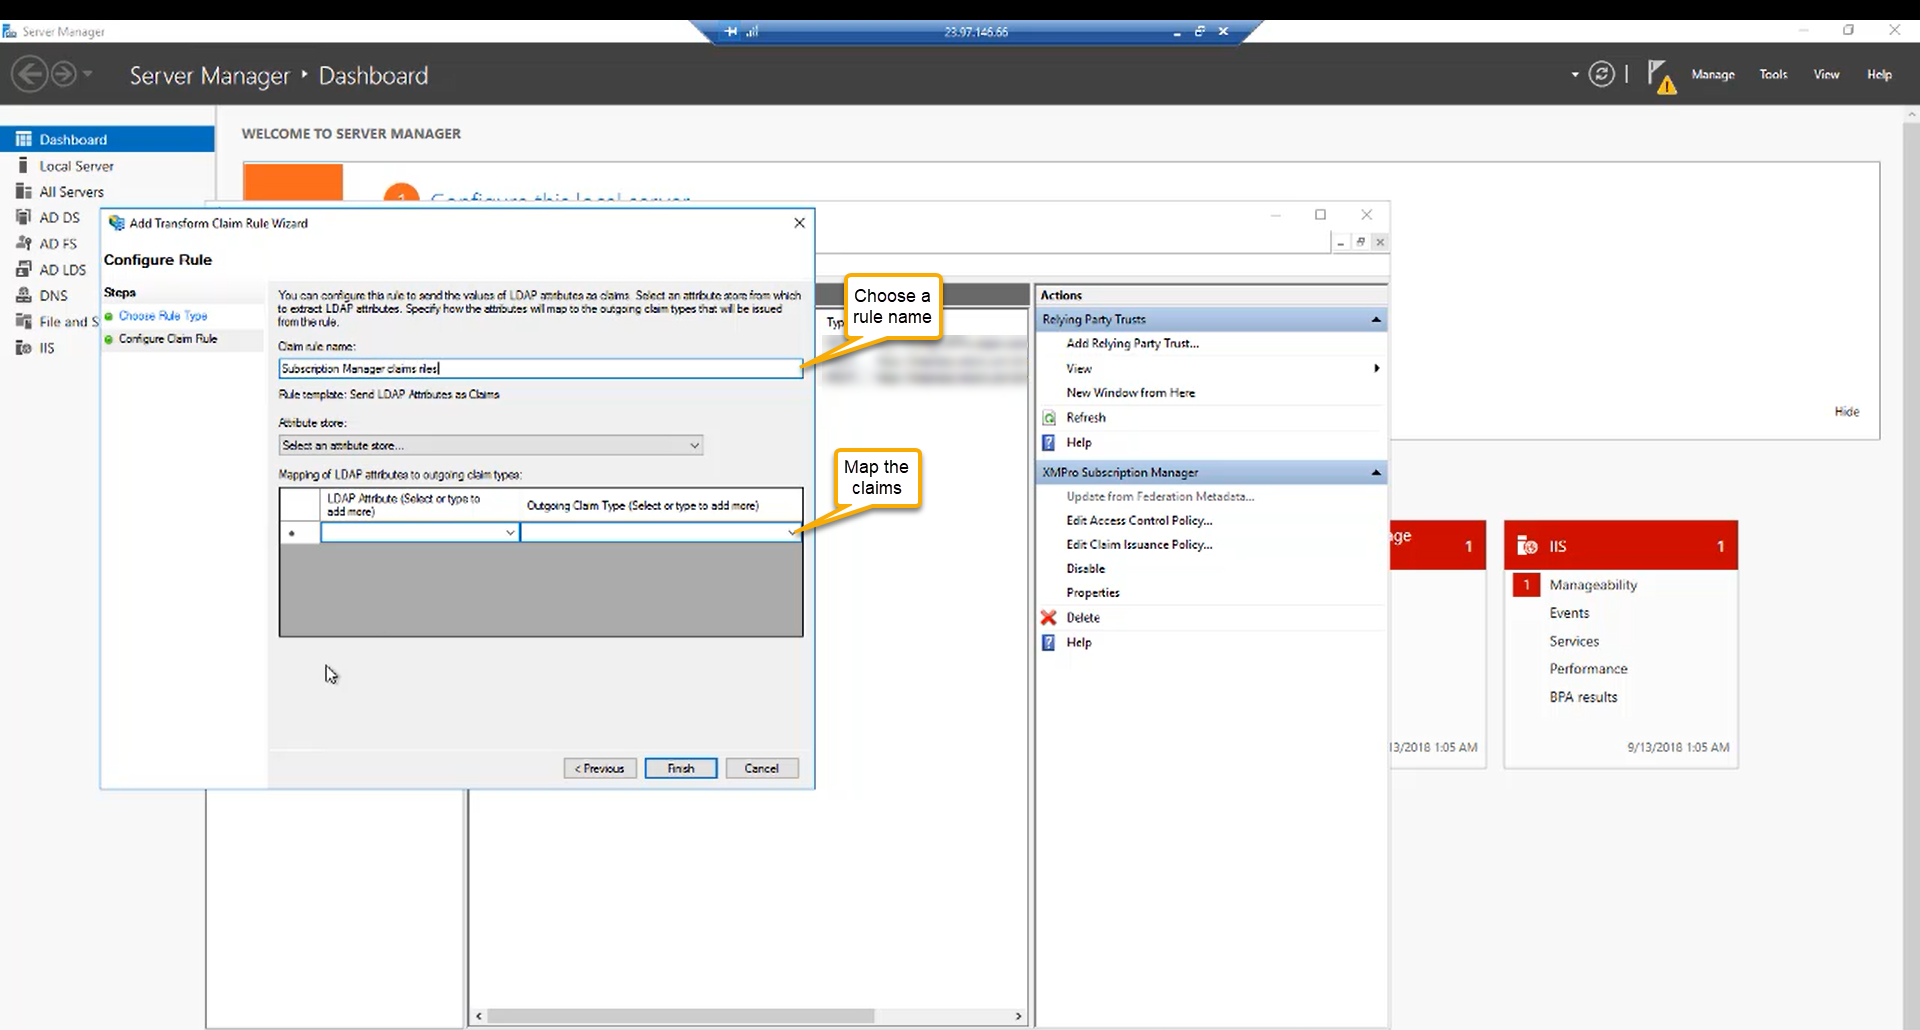 Server Manager
23.97.146.66
Server Manager
Dashboard
Manage
Tools
View
Help
Dashboard
Local Server
All Servers
AD DS
AD FS
AD LDS
DNS
File and S
IIS
WELCOME TO SERVER MANAGER
1
Configure this local server
Hide
Add Transform Claim Rule Wizard
Configure Rule
Steps
Choose Rule Type
Configure Claim Rule
You can configure this rule to send the values of LDAP attributes as claims. Select an attribute store from which
to extract LDAP attributes. Specify how the attributes will map to the outgoing claim types that will be issued
from the rule.
Claim rule name:
Subscription Manager claims rles
Rule template: Send LDAP Attributes as Claims
Attribute store:
Select an attribute store...
Mapping of LDAP attributes to outgoing claim types:
LDAP Attribute (Select or type to
add more)
Outgoing Claim Type (Select or type to add more)
< Previous
Finish
Cancel
Choose a
rule name
Map the
claims
Typ
Actions
Relying Party Trusts
Add Relying Party Trust...
View
New Window from Here
Refresh
Help
XMPro Subscription Manager
Update from Federation Metadata...
Edit Access Control Policy...
Edit Claim Issuance Policy...
Disable
Properties
Delete
Help
ge
1
13/2018 1:05 AM
IIS
1
1
Manageability
Events
Services
Performance
BPA results
9/13/2018 1:05 AM